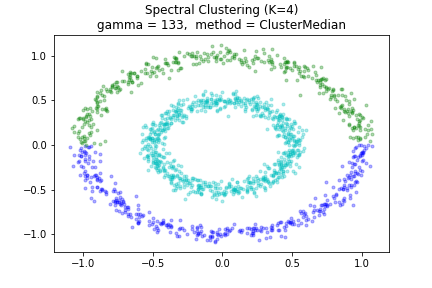 Spectral Clustering (K=4)
gamma = 133,  method = ClusterMedian
1.0
0.5
0.0
−0.5
−1.0
−1.0 −0.5 0.0 0.5 1.0